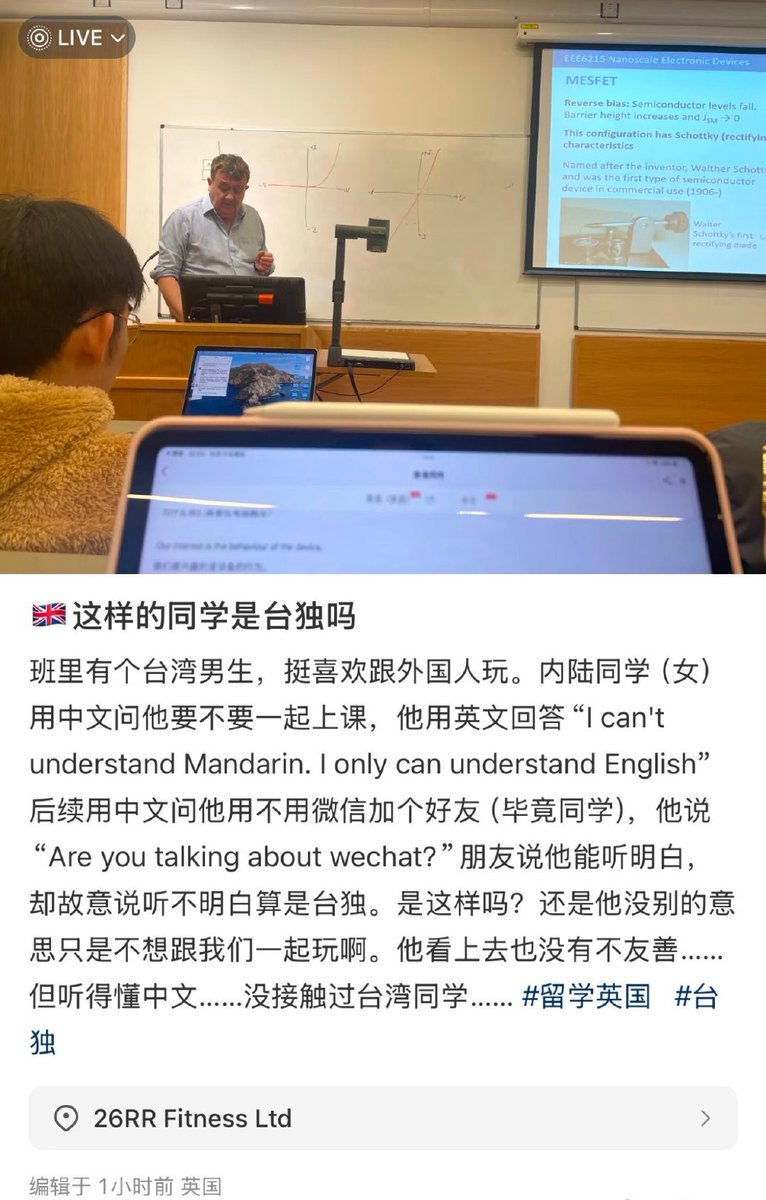 LIVE
EEE6215 Nanoscale Electronic Devices
MESFET
Reverse bias: Semiconductor levels fall,
Barrier height increases and JSM → 0
This configuration has Schottky (rectifyin
characteristics
Named after the inventor, Walther Schott
and was the first type of semiconductor
device in commercial use (1906-)
Walter
Schottky's first
rectifying diode
Our interest is the behaviour of the device.
🇬🇧这样的同学是台独吗
班里有个台湾男生，挺喜欢跟外国人玩。内陆同学（女）
用中文问他要不要一起上课，他用英文回答“I can't
understand Mandarin. I only can understand English”
后续用中文问他用不用微信加个好友（毕竟同学），他说
“Are you talking about wechat?”朋友说他能听明白，
却故意说听不明白算是台独。是这样吗？还是他没别的意
思只是不想跟我们一起玩啊。他看上去也没有不友善……
但听得懂中文……没接触过台湾同学…… #留学英国 #台
独
26RR Fitness Ltd
编辑于 1小时前 英国